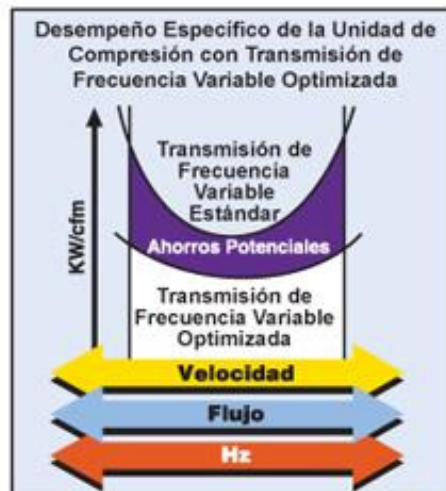 Desempeño Específico de la Unidad de
Compresión con Transmisión de
Frecuencia Variable Optimizada
KW/cfm
Transmisión de
Frecuencia
Variable
Estándar
Ahorros Potenciales
Transmisión de
Frecuencia Variable
Optimizada
Velocidad
Flujo
Hz